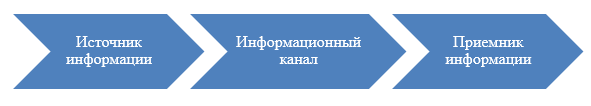 Источник
информации
Информационный
канал
Приемник
информации